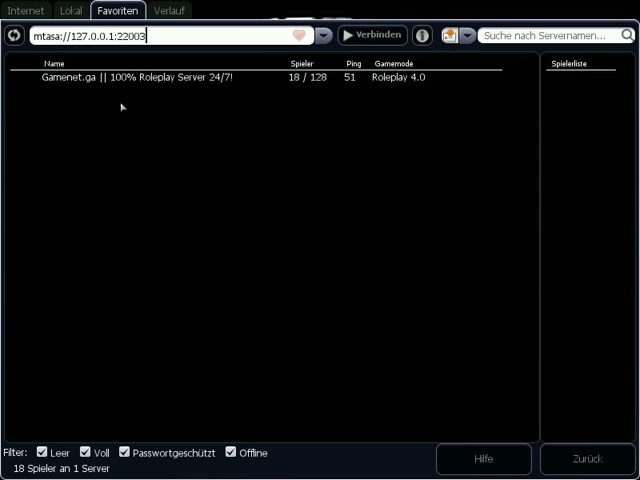 Internet Lokal Favoriten Verlauf
mtasa://127.0.0.1:22003 Verbinden Suche nach Servernamen...
Name Spieler Ping Gamemode Spielerliste
Gamenet.ga || 100% Roleplay Server 24/7! 18 / 128 51 Roleplay 4.0
Filter: Leer Voll Passwortgeschützt Offline
18 Spieler an 1 Server
Hilfe Zurück